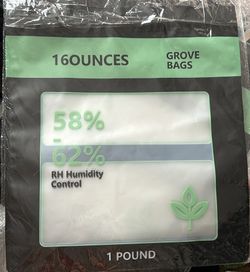 16OUNCES
GROVE
BAGS
58%
-
62%
RH Humidity
Control
1 POUND